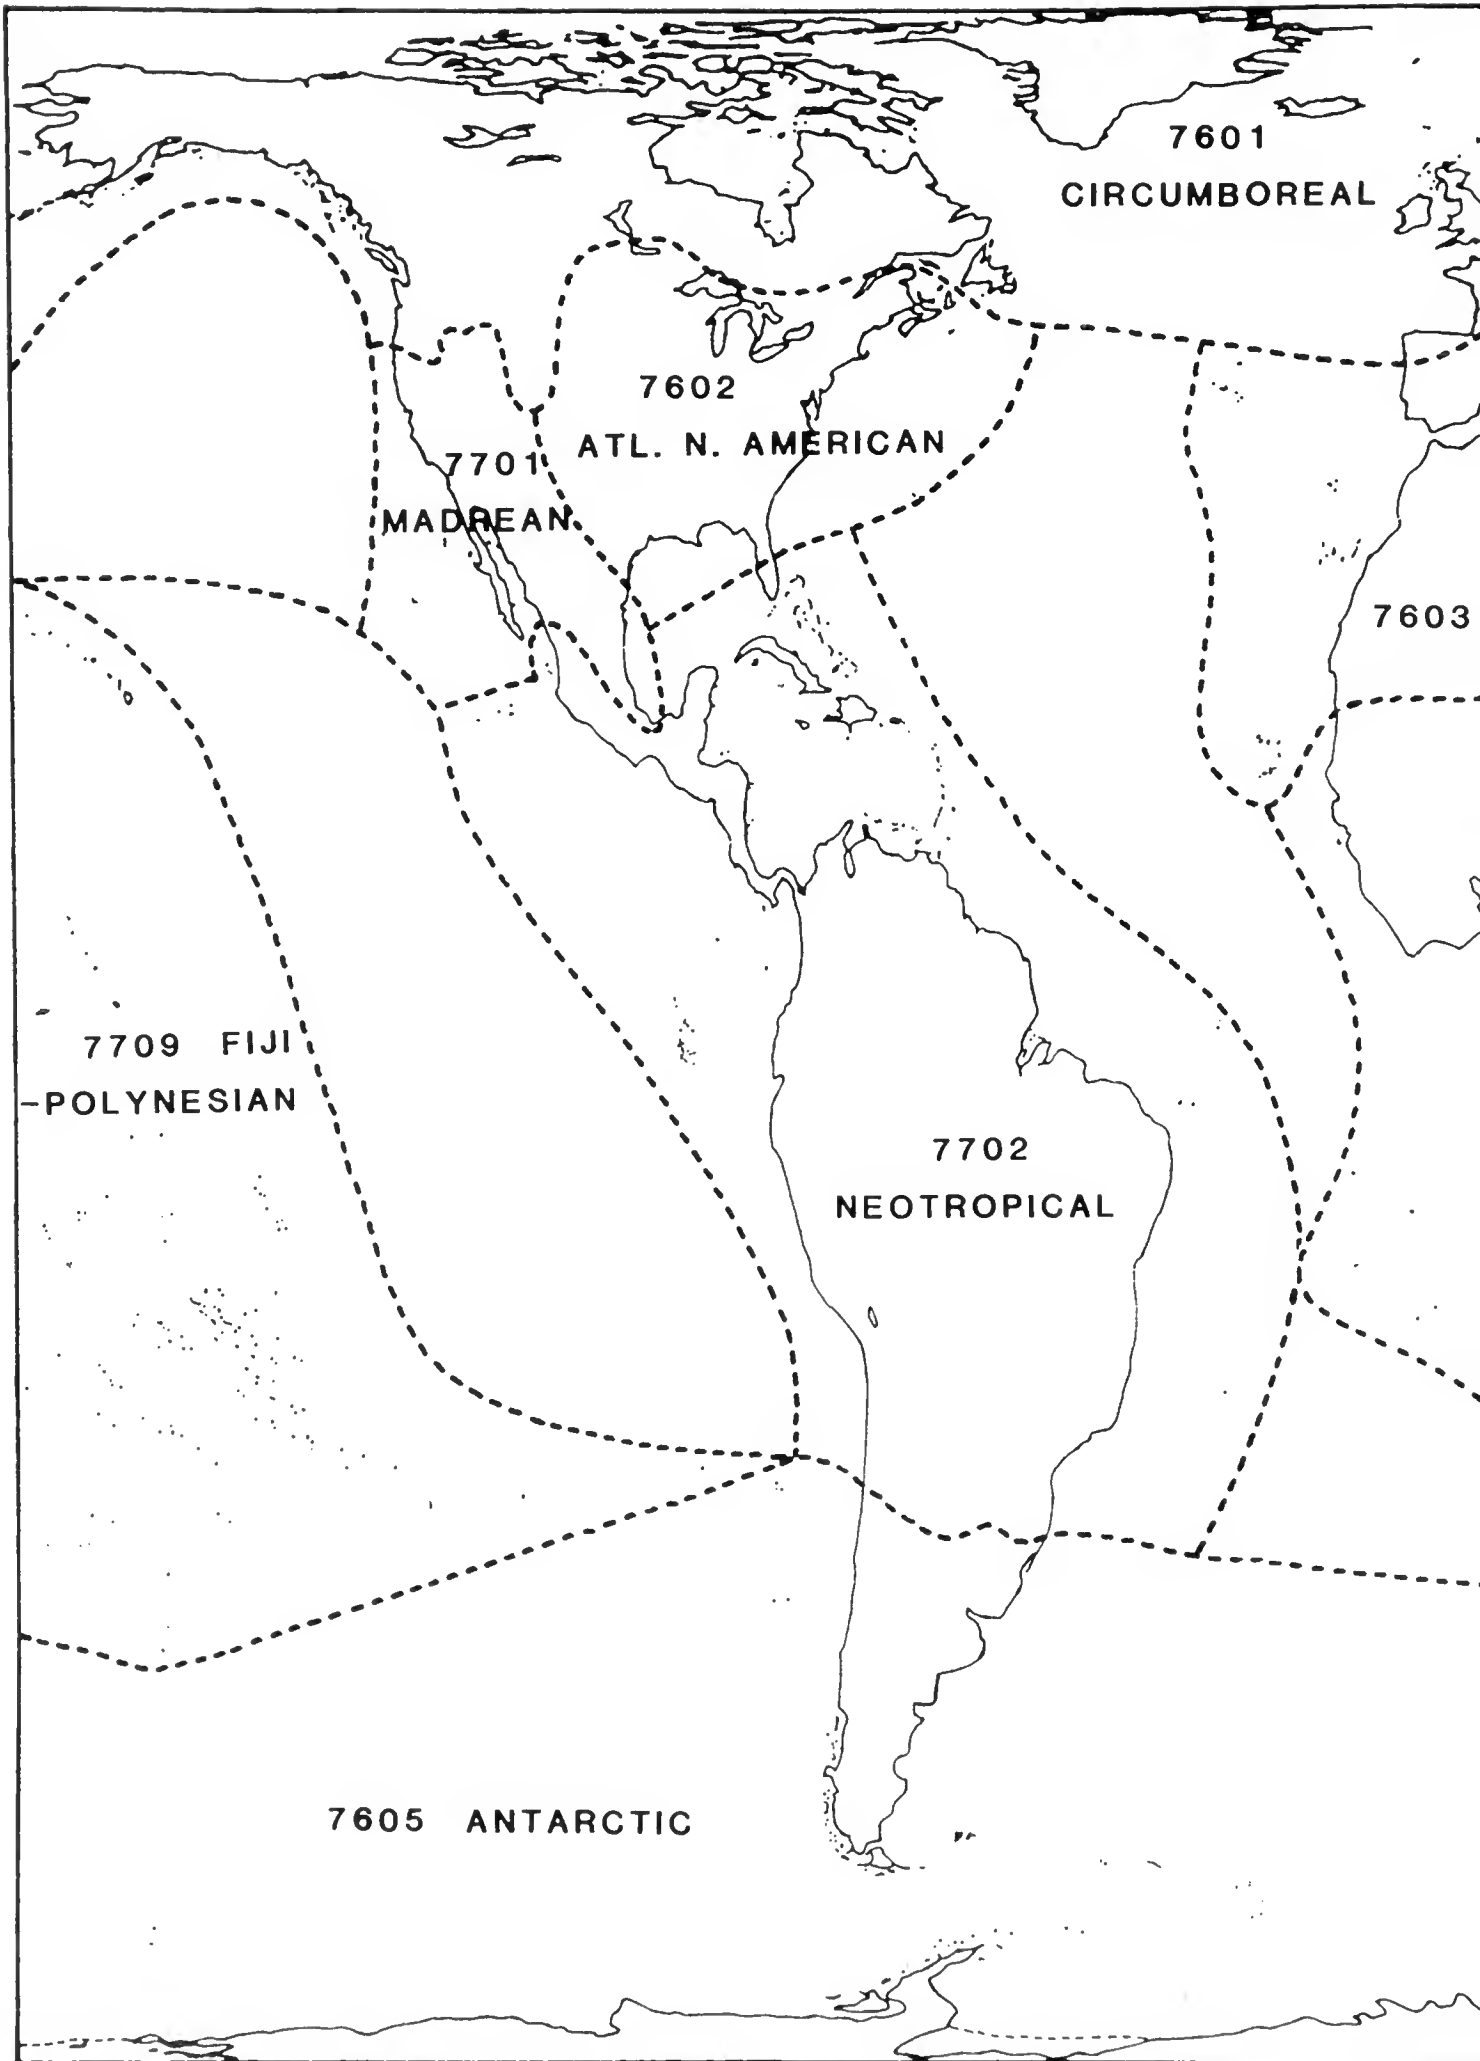 7601
CIRCUMBOREAL
7602
ATL. N. AMERICAN
7701
MADREAN
7603
7709 FIJI
-POLYNESIAN
7702
NEOTROPICAL
7605 ANTARCTIC